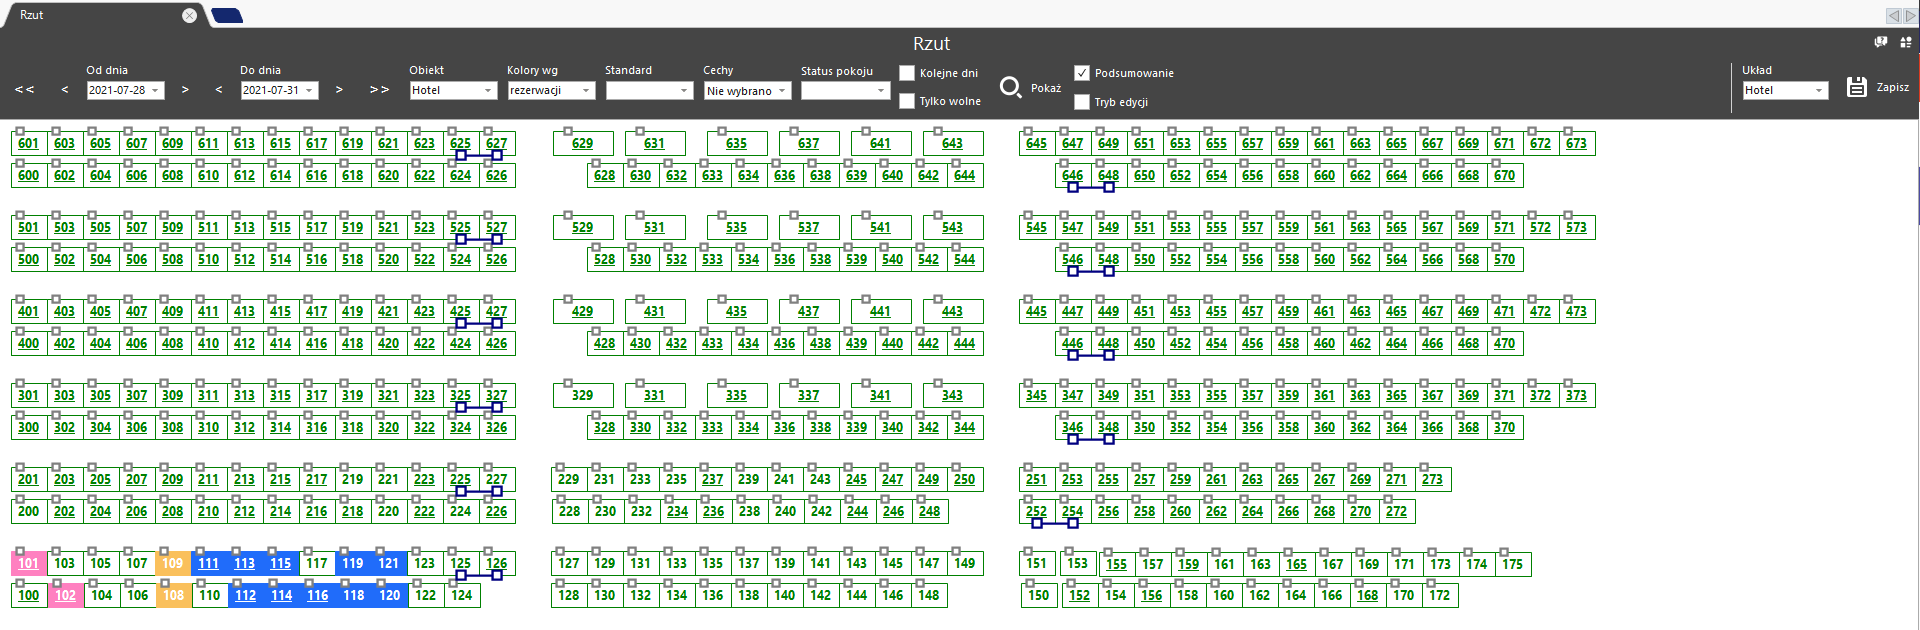 Rzut
Rzut
Od dnia Do dnia Obiekt Kolory wg Standard Cechy Status pokoju Kolejne dni Pokaż Podsumowanie Układ Zapisz
<< < 2021-07-28 > < 2021-07-31 > >> Hotel rezerwacji Nie wybrano Tylko wolne Tryb edycji Hotel
601 603 605 607 609 611 613 615 617 619 621 623 625 627 629 631 635 637 641 643 645 647 649 651 653 655 657 659 661 663 665 667 669 671 672 673
600 602 604 606 608 610 612 614 616 618 620 622 624 626 628 630 632 633 634 636 638 639 640 642 644 646 648 650 652 654 656 658 660 662 664 666 668 670
501 503 505 507 509 511 513 515 517 519 521 523 525 527 529 531 535 537 541 543 545 547 549 551 553 555 557 559 561 563 565 567 569 571 572 573
500 502 504 506 508 510 512 514 516 518 520 522 524 526 528 530 532 533 534 536 538 539 540 542 544 546 548 550 552 554 556 558 560 562 564 566 568 570
401 403 405 407 409 411 413 415 417 419 421 423 425 427 429 431 435 437 441 443 445 447 449 451 453 455 457 459 461 463 465 467 469 471 472 473
400 402 404 406 408 410 412 414 416 418 420 422 424 426 428 430 432 433 434 436 438 439 440 442 444 446 448 450 452 454 456 458 460 462 464 466 468 470
301 303 305 307 309 311 313 315 317 319 321 323 325 327 329 331 335 337 341 343 345 347 349 351 353 355 357 359 361 363 365 367 369 371 372 373
300 302 304 306 308 310 312 314 316 318 320 322 324 326 328 330 332 333 334 336 338 339 340 342 344 346 348 350 352 354 356 358 360 362 364 366 368 370
201 203 205 207 209 211 213 215 217 219 221 223 225 227 229 231 233 235 237 239 241 243 245 247 249 250 251 253 255 257 259 261 263 265 267 269 271 273
200 202 204 206 208 210 212 214 216 218 220 222 224 226 228 230 232 234 236 238 240 242 244 246 248 252 254 256 258 260 262 264 266 268 270 272
101 103 105 107 109 111 113 115 117 119 121 123 125 126 127 129 131 133 135 137 139 141 143 145 147 149 151 153 155 157 159 161 163 165 167 169 171 173 174 175
100 102 104 106 108 110 112 114 116 118 120 122 124 128 130 132 134 136 138 140 142 144 146 148 150 152 154 156 158 160 162 164 166 168 170 172